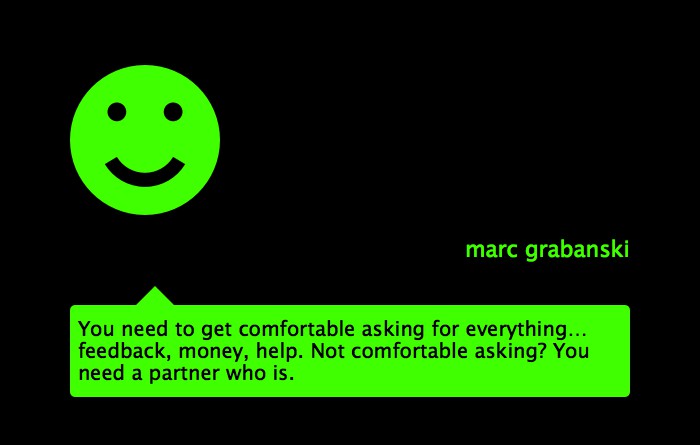 marc grabanski
You need to get comfortable asking for everything...
feedback, money, help. Not comfortable asking? You
need a partner who is.